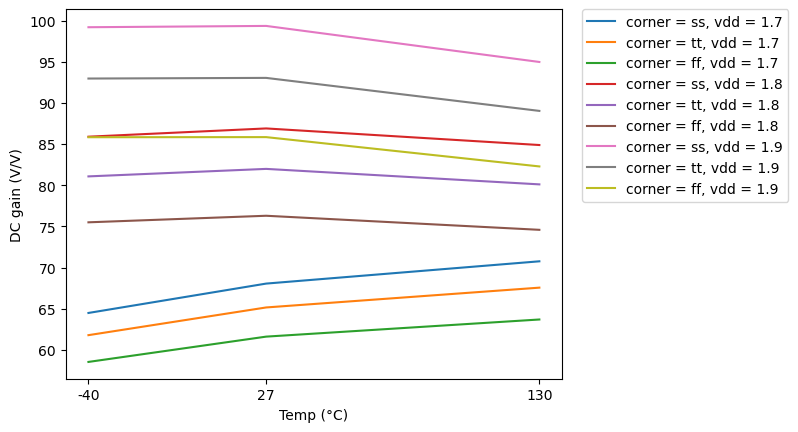 100
95
90
85
80
75
70
65
60
DC gain (V/V)
-40
27
130
Temp (°C)
corner = ss, vdd = 1.7
corner = tt, vdd = 1.7
corner = ff, vdd = 1.7
corner = ss, vdd = 1.8
corner = tt, vdd = 1.8
corner = ff, vdd = 1.8
corner = ss, vdd = 1.9
corner = tt, vdd = 1.9
corner = ff, vdd = 1.9